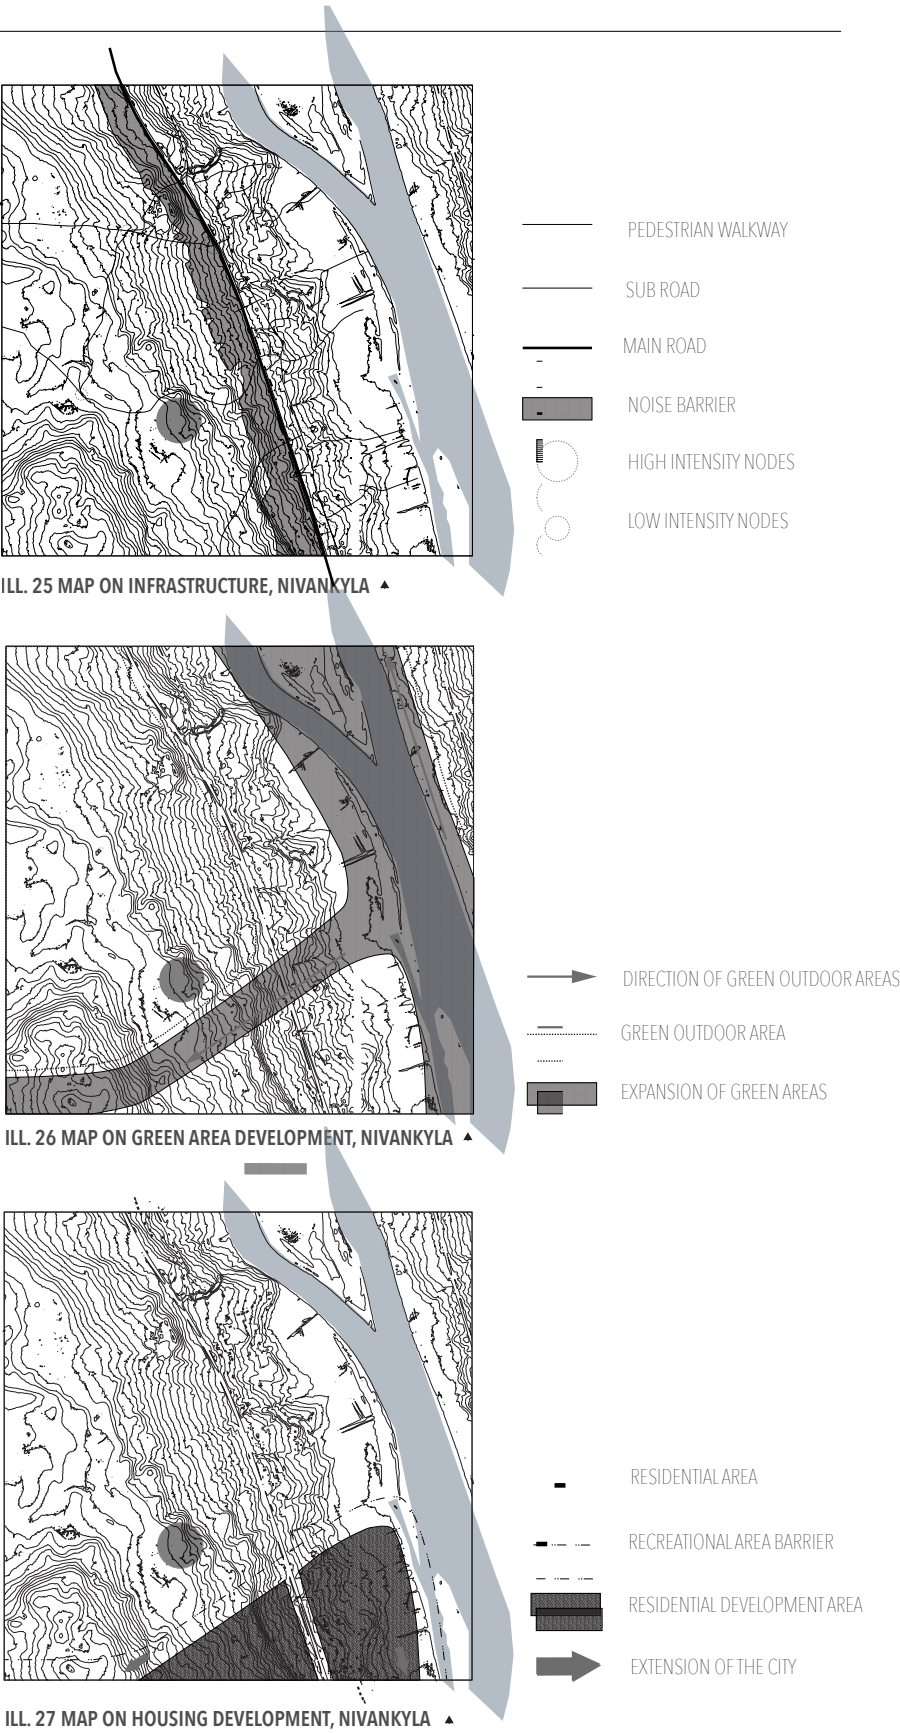 PEDESTRIAN WALKWAY
SUB ROAD
MAIN ROAD
NOISE BARRIER
HIGH INTENSITY NODES
LOW INTENSITY NODES
ILL. 25 MAP ON INFRASTRUCTURE, NIVANKYLA
DIRECTION OF GREEN OUTDOOR AREAS
GREEN OUTDOOR AREA
EXPANSION OF GREEN AREAS
ILL. 26 MAP ON GREEN AREA DEVELOPMENT, NIVANKYLA
RESIDENTIAL AREA
RECREATIONAL AREA BARRIER
RESIDENTIAL DEVELOPMENT AREA
EXTENSION OF THE CITY
ILL. 27 MAP ON HOUSING DEVELOPMENT, NIVANKYLA